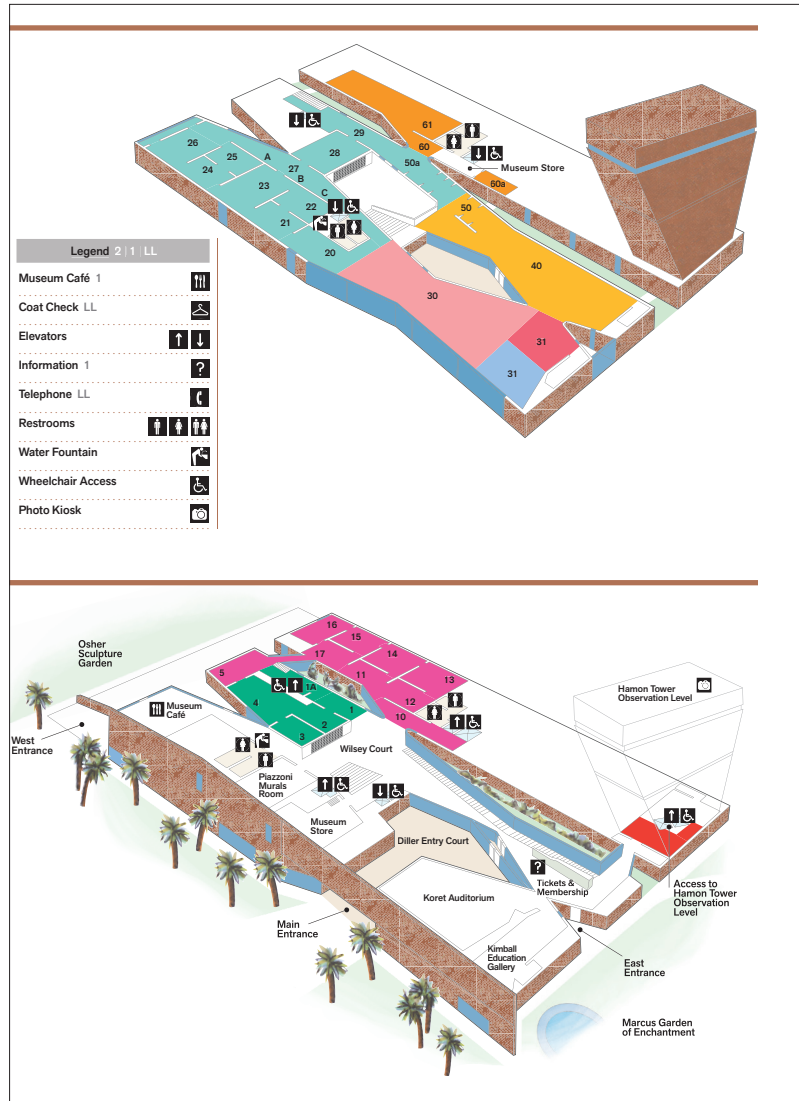 61
29
60
26
28
50a
Museum Store
25
A
24
27
60a
B
23
C
22
50
21
20
40
30
31
31
Legend 2 | 1 | LL
Museum Café 1
Coat Check LL
Elevators
Information 1
?
Telephone LL
Restrooms
Water Fountain
Wheelchair Access
Photo Kiosk
16
15
Osher
Sculpture
Garden
17
14
5
11
13
1A
Hamon Tower
Observation Level
4
12
Museum
Café
1
10
2
3
West
Entrance
Wilsey Court
Piazzoni
Murals
Room
Museum
Store
Diller Entry Court
?
Tickets &
Membership
Access to
Hamon Tower
Observation
Level
Koret Auditorium
Main
Entrance
Kimball
Education
Gallery
East
Entrance
Marcus Garden
of Enchantment